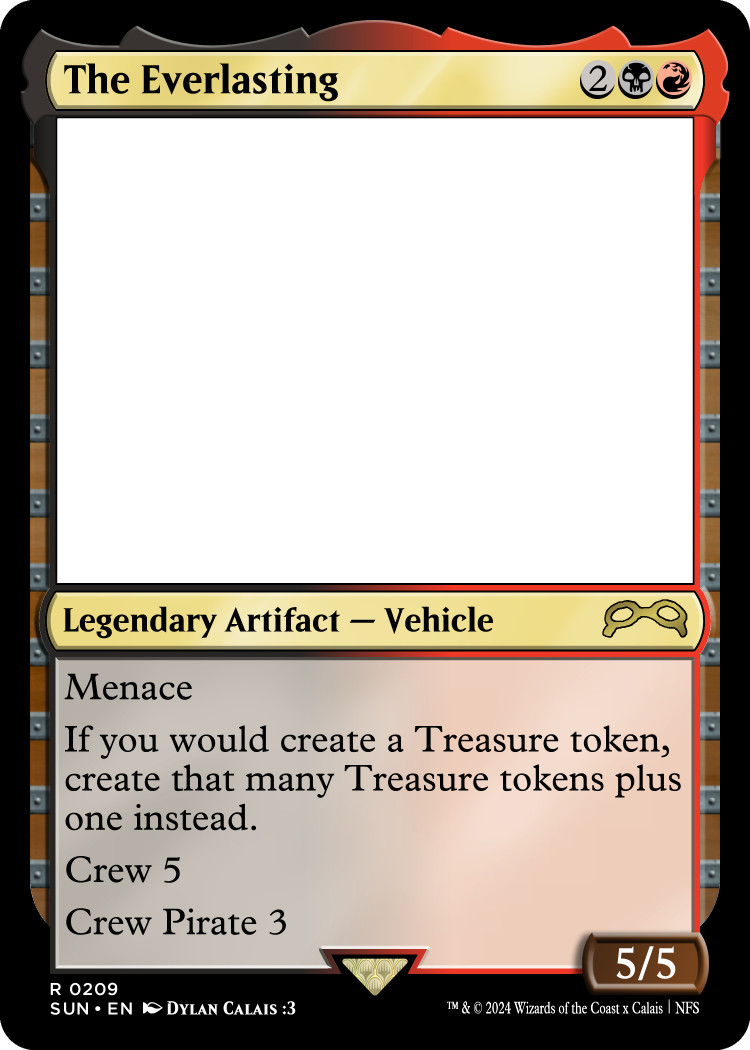 The Everlasting 2
Legendary Artifact — Vehicle
Menace
If you would create a Treasure token,
create that many Treasure tokens plus
one instead.
Crew 5
Crew Pirate 3
5/5
R 0209
SUN • EN DYLAN CALAIS :3
™ & © 2024 Wizards of the Coast x Calais | NFS